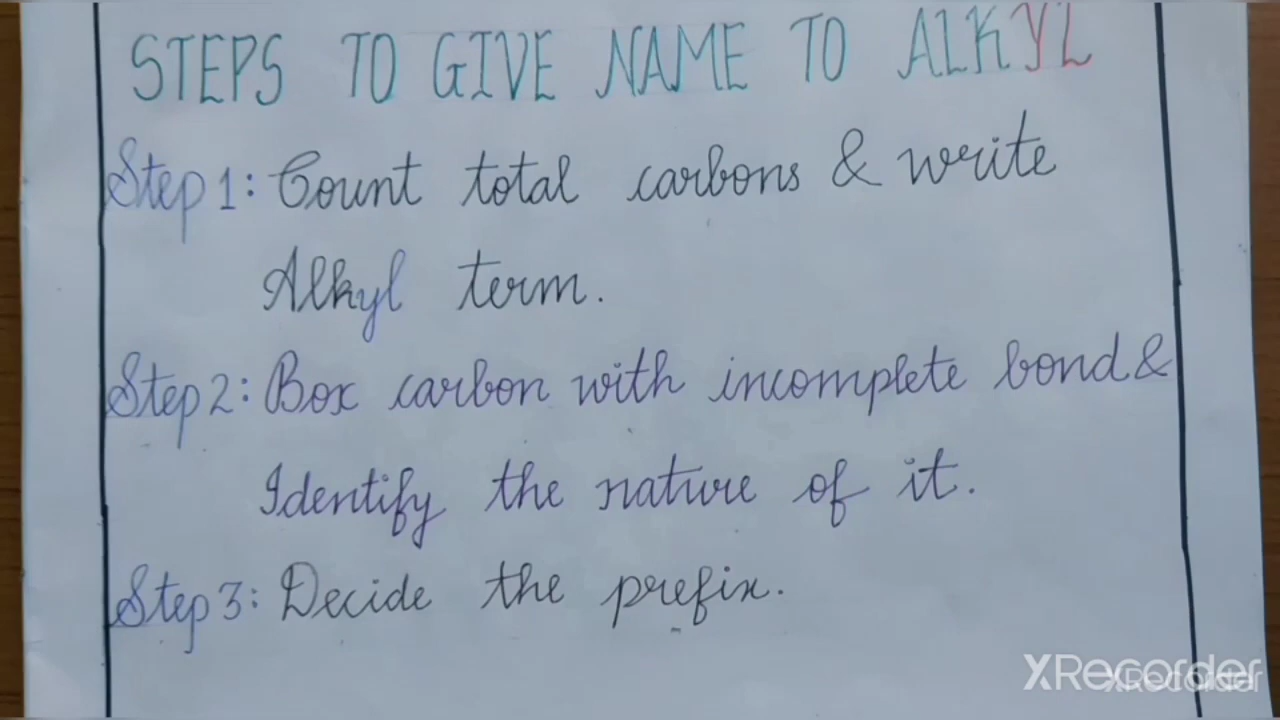 STEPS TO GIVE NAME TO ALKYL
Step 1: Count total carbons & write
Alkyl term.
Step 2: Box carbon with incomplete bond &
Identify the nature of it.
Step 3: Decide the prefix.
XRecorder
XRecorder